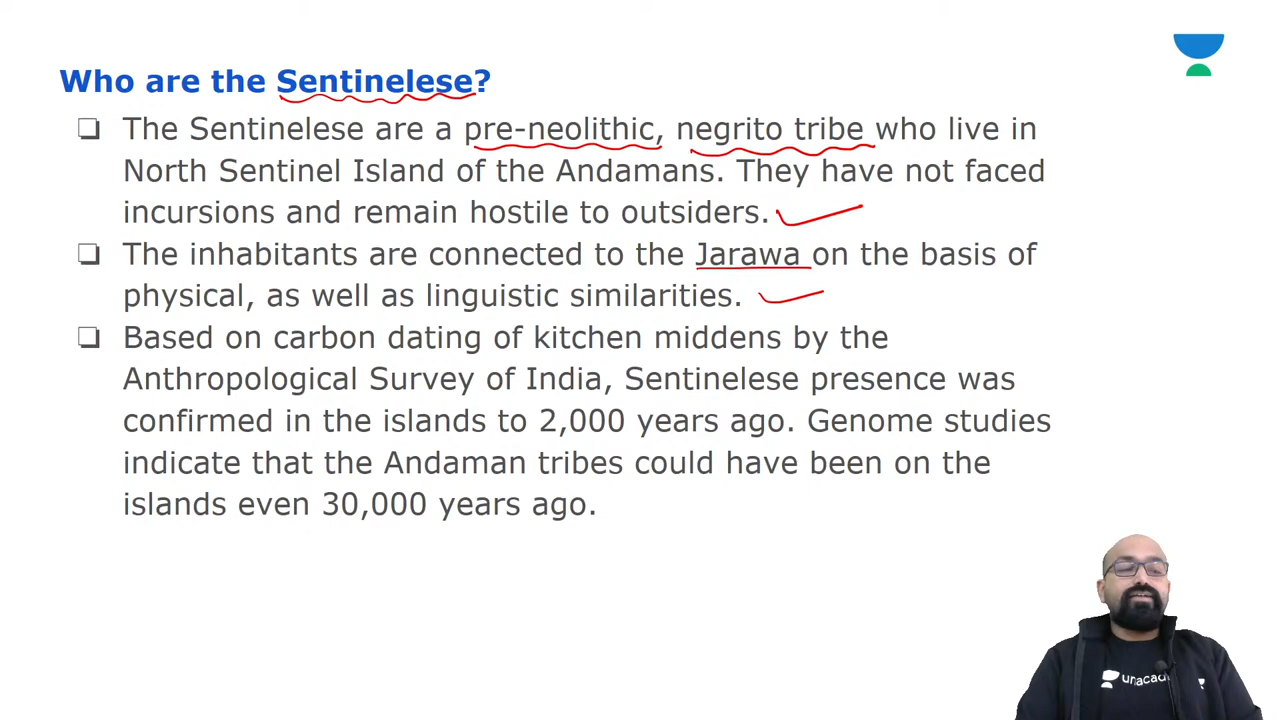 Who are the Sentinelese?
The Sentinelese are a pre-neolithic, negrito tribe who live in
North Sentinel Island of the Andamans. They have not faced
incursions and remain hostile to outsiders.
The inhabitants are connected to the Jarawa on the basis of
physical, as well as linguistic similarities.
Based on carbon dating of kitchen middens by the
Anthropological Survey of India, Sentinelese presence was
confirmed in the islands to 2,000 years ago. Genome studies
indicate that the Andaman tribes could have been on the
islands even 30,000 years ago.